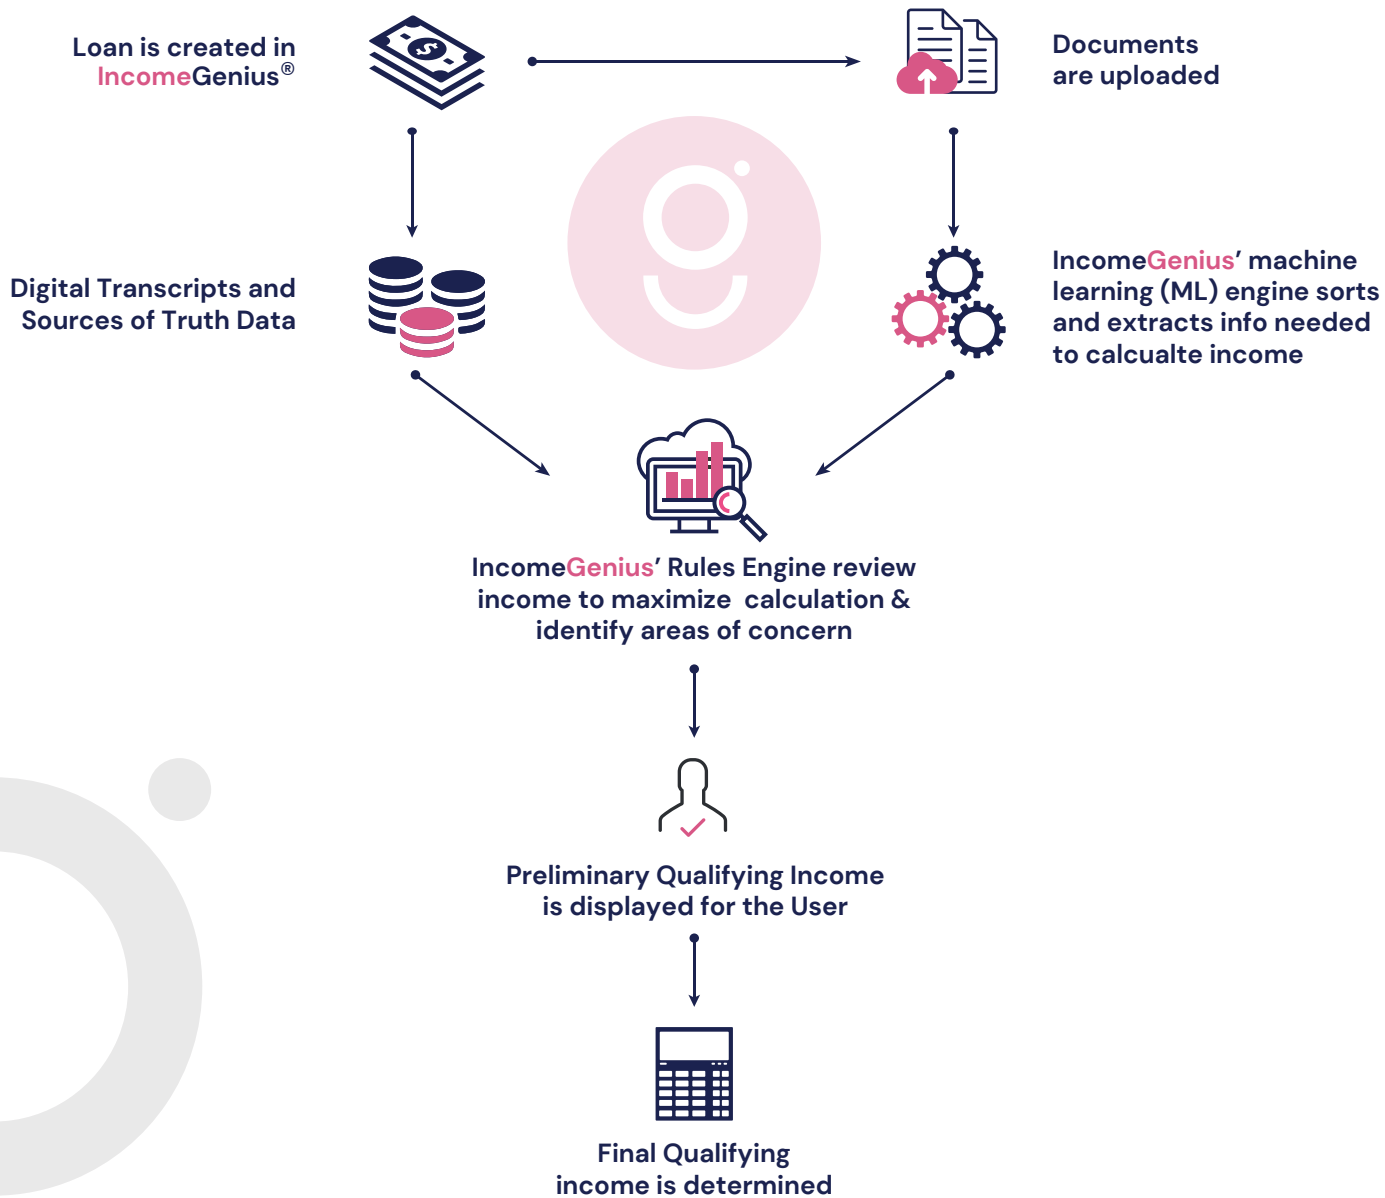 Loan is created in
IncomeGenius®
Documents
are uploaded
Digital Transcripts and
Sources of Truth Data
IncomeGenius’ machine
learning (ML) engine sorts
and extracts info needed
to calcualte income
IncomeGenius’ Rules Engine review
income to maximize  calculation &
identify areas of concern
Preliminary Qualifying Income
is displayed for the User
Final Qualifying
income is determined